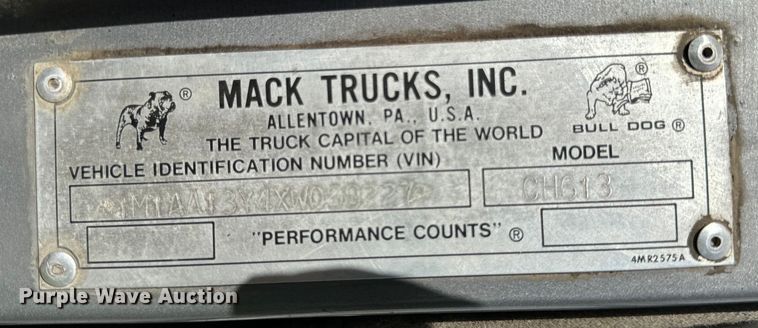 MACK TRUCKS, INC.
ALLENTOWN, PA., U.S.A.
THE TRUCK CAPITAL OF THE WORLD
BULL DOG ®
VEHICLE IDENTIFICATION NUMBER (VIN)
MODEL
CH613
"PERFORMANCE COUNTS" ®
4MR2575A
Purple Wave Auction